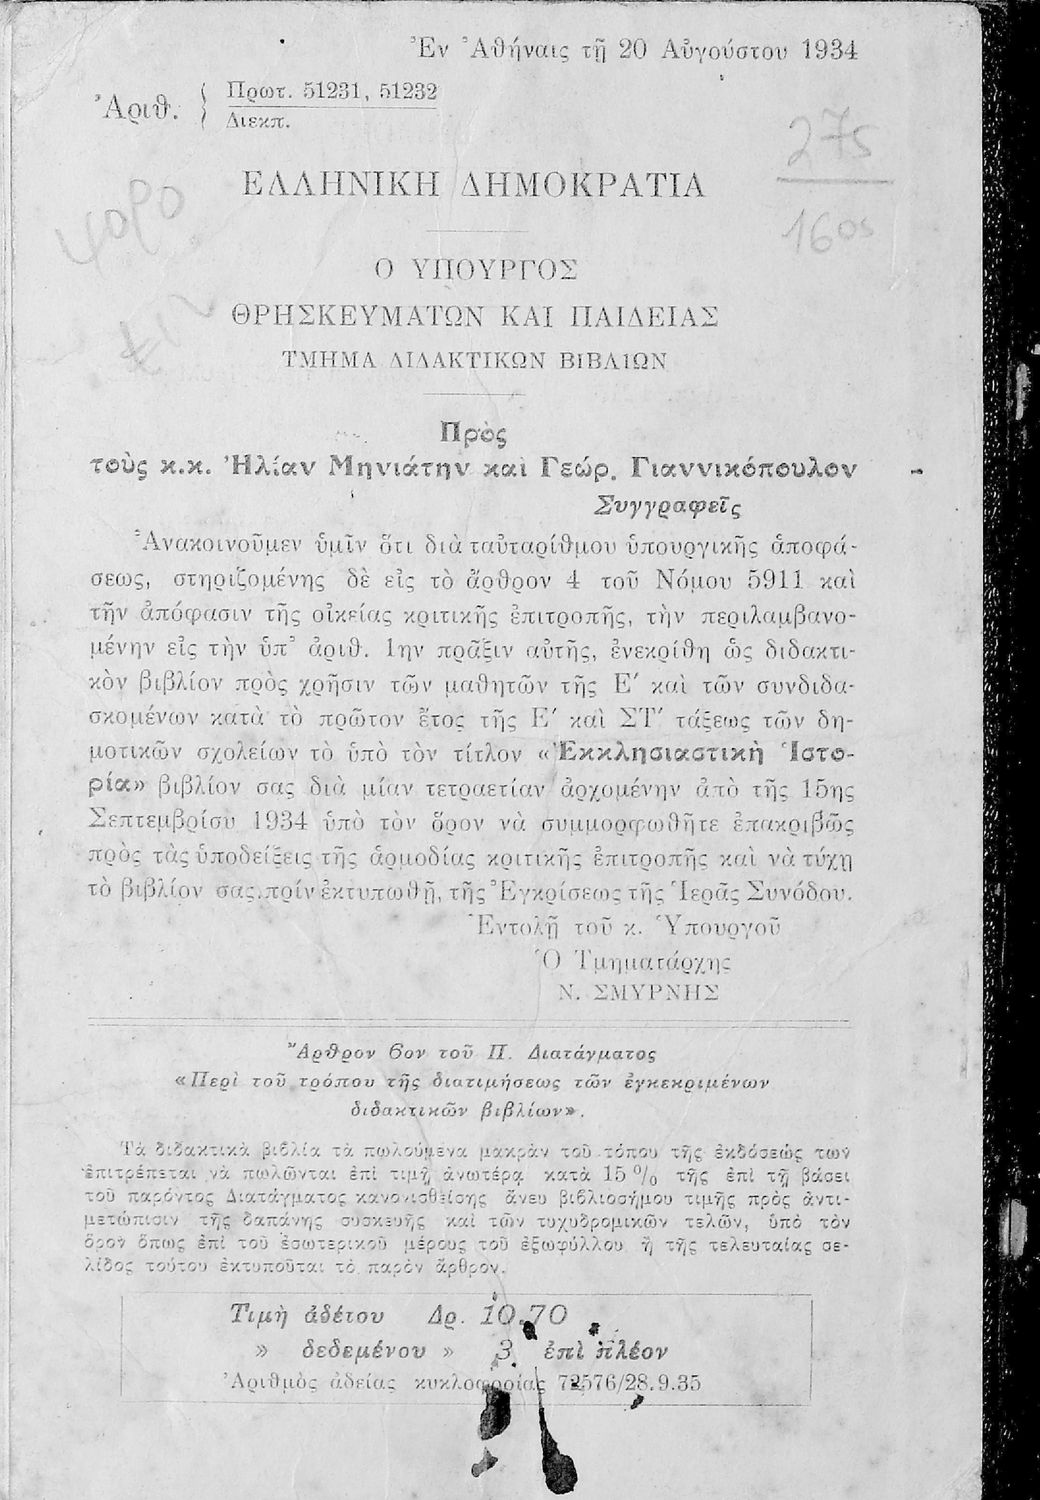 Ἐν Ἀθήναις τῇ 20 Αὐγούστου 1934
Ἀριθ. { Πρωτ. 51231, 51232
Διεκπ.
275
1605
ΕΛΛΗΝΙΚΗ ΔΗΜΟΚΡΑΤΙΑ
Ο ΥΠΟΥΡΓΟΣ
ΘΡΗΣΚΕΥΜΑΤΩΝ ΚΑΙ ΠΑΙΔΕΙΑΣ
ΤΜΗΜΑ ΔΙΔΑΚΤΙΚΩΝ ΒΙΒΛΙΩΝ
Πρὸς
τοὺς κ.κ. Ἠλίαν Μηνιάτην καὶ Γεώρ. Γιαννικόπουλον
Συγγραφεῖς
Ἀνακοινοῦμεν ὑμῖν ὅτι διὰ ταὐταρίθμου ὑπουργικῆς ἀποφά-
σεως, στηριζομένης δὲ εἰς τὸ ἄρθρον 4 τοῦ Νόμου 5911 καὶ
τῆν ἀπόφασιν τῆς οἰκείας κριτικῆς ἐπιτροπῆς, τὴν περιλαμβανο-
μένην εἰς τὴν ὑπ' ἀριθ. 1ην πρᾶξιν αὐτῆς, ἐνεκρίθη ὡς διδακτι-
κὸν βιβλίον πρὸς χρῆσιν τῶν μαθητῶν τῆς Ε' καὶ τῶν συνδιδα-
σκομένων κατὰ τὸ πρῶτον ἔτος τῆς Ε' καὶ ΣΤ' τάξεως τῶν δη-
μοτικῶν σχολείων τὸ ὑπὸ τὸν τίτλον «Ἐκκλησιαστικὴ Ἱστο-
ρία» βιβλίον σας διὰ μίαν τετραετίαν ἀρχομένην ἀπὸ τῆς 15ης
Σεπτεμβρίου 1934 ὑπὸ τὸν ὅρον νὰ συμμορφωθῆτε ἐπακριβῶς
πρὸς τὰς ὑποδείξεις τῆς ἁρμοδίας κριτικῆς ἐπιτροπῆς καὶ νὰ τύχῃ
τὸ βιβλίον σας, πρὶν ἐκτυπωθῇ, τῆς Ἐγκρίσεως τῆς Ἱερᾶς Συνόδου.
Ἐντολῇ τοῦ κ. Ὑπουργοῦ
Ὁ Τμηματάρχης
Ν. ΣΜΥΡΝΗΣ
Ἄρθρον 6ον τοῦ Π. Διατάγματος
«Περὶ τοῦ τρόπου τῆς διατιμήσεως τῶν ἐγκεκριμένων
διδακτικῶν βιβλίων».
Τὰ διδακτικὰ βιβλία τὰ πωλούμενα μακρὰν τοῦ τόπου τῆς ἐκδόσεώς των
ἐπιτρέπεται νὰ πωλῶνται ἐπὶ τιμῇ ἀνωτέρᾳ κατὰ 15 % τῆς ἐπὶ τῇ βάσει
τοῦ παρόντος Διατάγματος κανονισθείσης ἄνευ βιβλιοσήμου τιμῆς πρὸς ἀντι-
μετώπισιν τῆς δαπάνης συσκευῆς καὶ τῶν ταχυδρομικῶν τελῶν, ὑπὸ τὸν
ὅρον ὅπως ἐπὶ τοῦ ἐσωτερικοῦ μέρους τοῦ ἐξωφύλλου ἢ τῆς τελευταίας σε-
λίδος τούτου ἐκτυποῦται τὸ παρὸν ἄρθρον.
Τιμὴ ἀδέτου Δρ. 10.70
» δεδεμένου » 3. ἐπὶ πλέον
Ἀριθμὸς ἀδείας κυκλοφορίας 72576/28.9.35